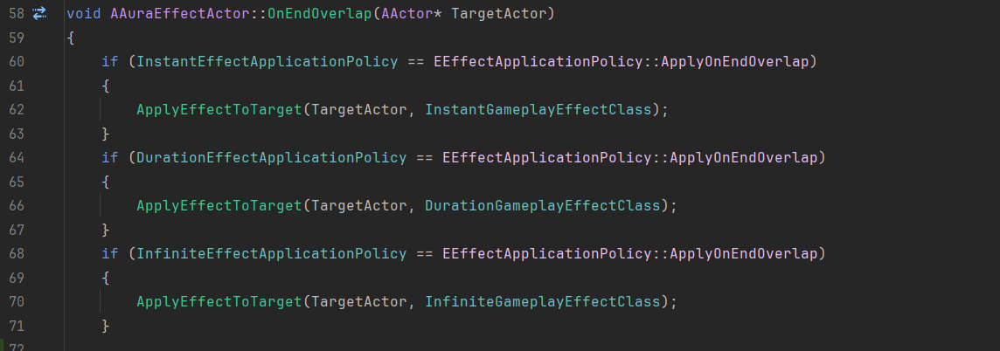 58 void AAuraEffectActor::OnEndOverlap(AActor* TargetActor)
59 {
60     if (InstantEffectApplicationPolicy == EEffectApplicationPolicy::ApplyOnEndOverlap)
61     {
62         ApplyEffectToTarget(TargetActor, InstantGameplayEffectClass);
63     }
64     if (DurationEffectApplicationPolicy == EEffectApplicationPolicy::ApplyOnEndOverlap)
65     {
66         ApplyEffectToTarget(TargetActor, DurationGameplayEffectClass);
67     }
68     if (InfiniteEffectApplicationPolicy == EEffectApplicationPolicy::ApplyOnEndOverlap)
69     {
70         ApplyEffectToTarget(TargetActor, InfiniteGameplayEffectClass);
71     }
72